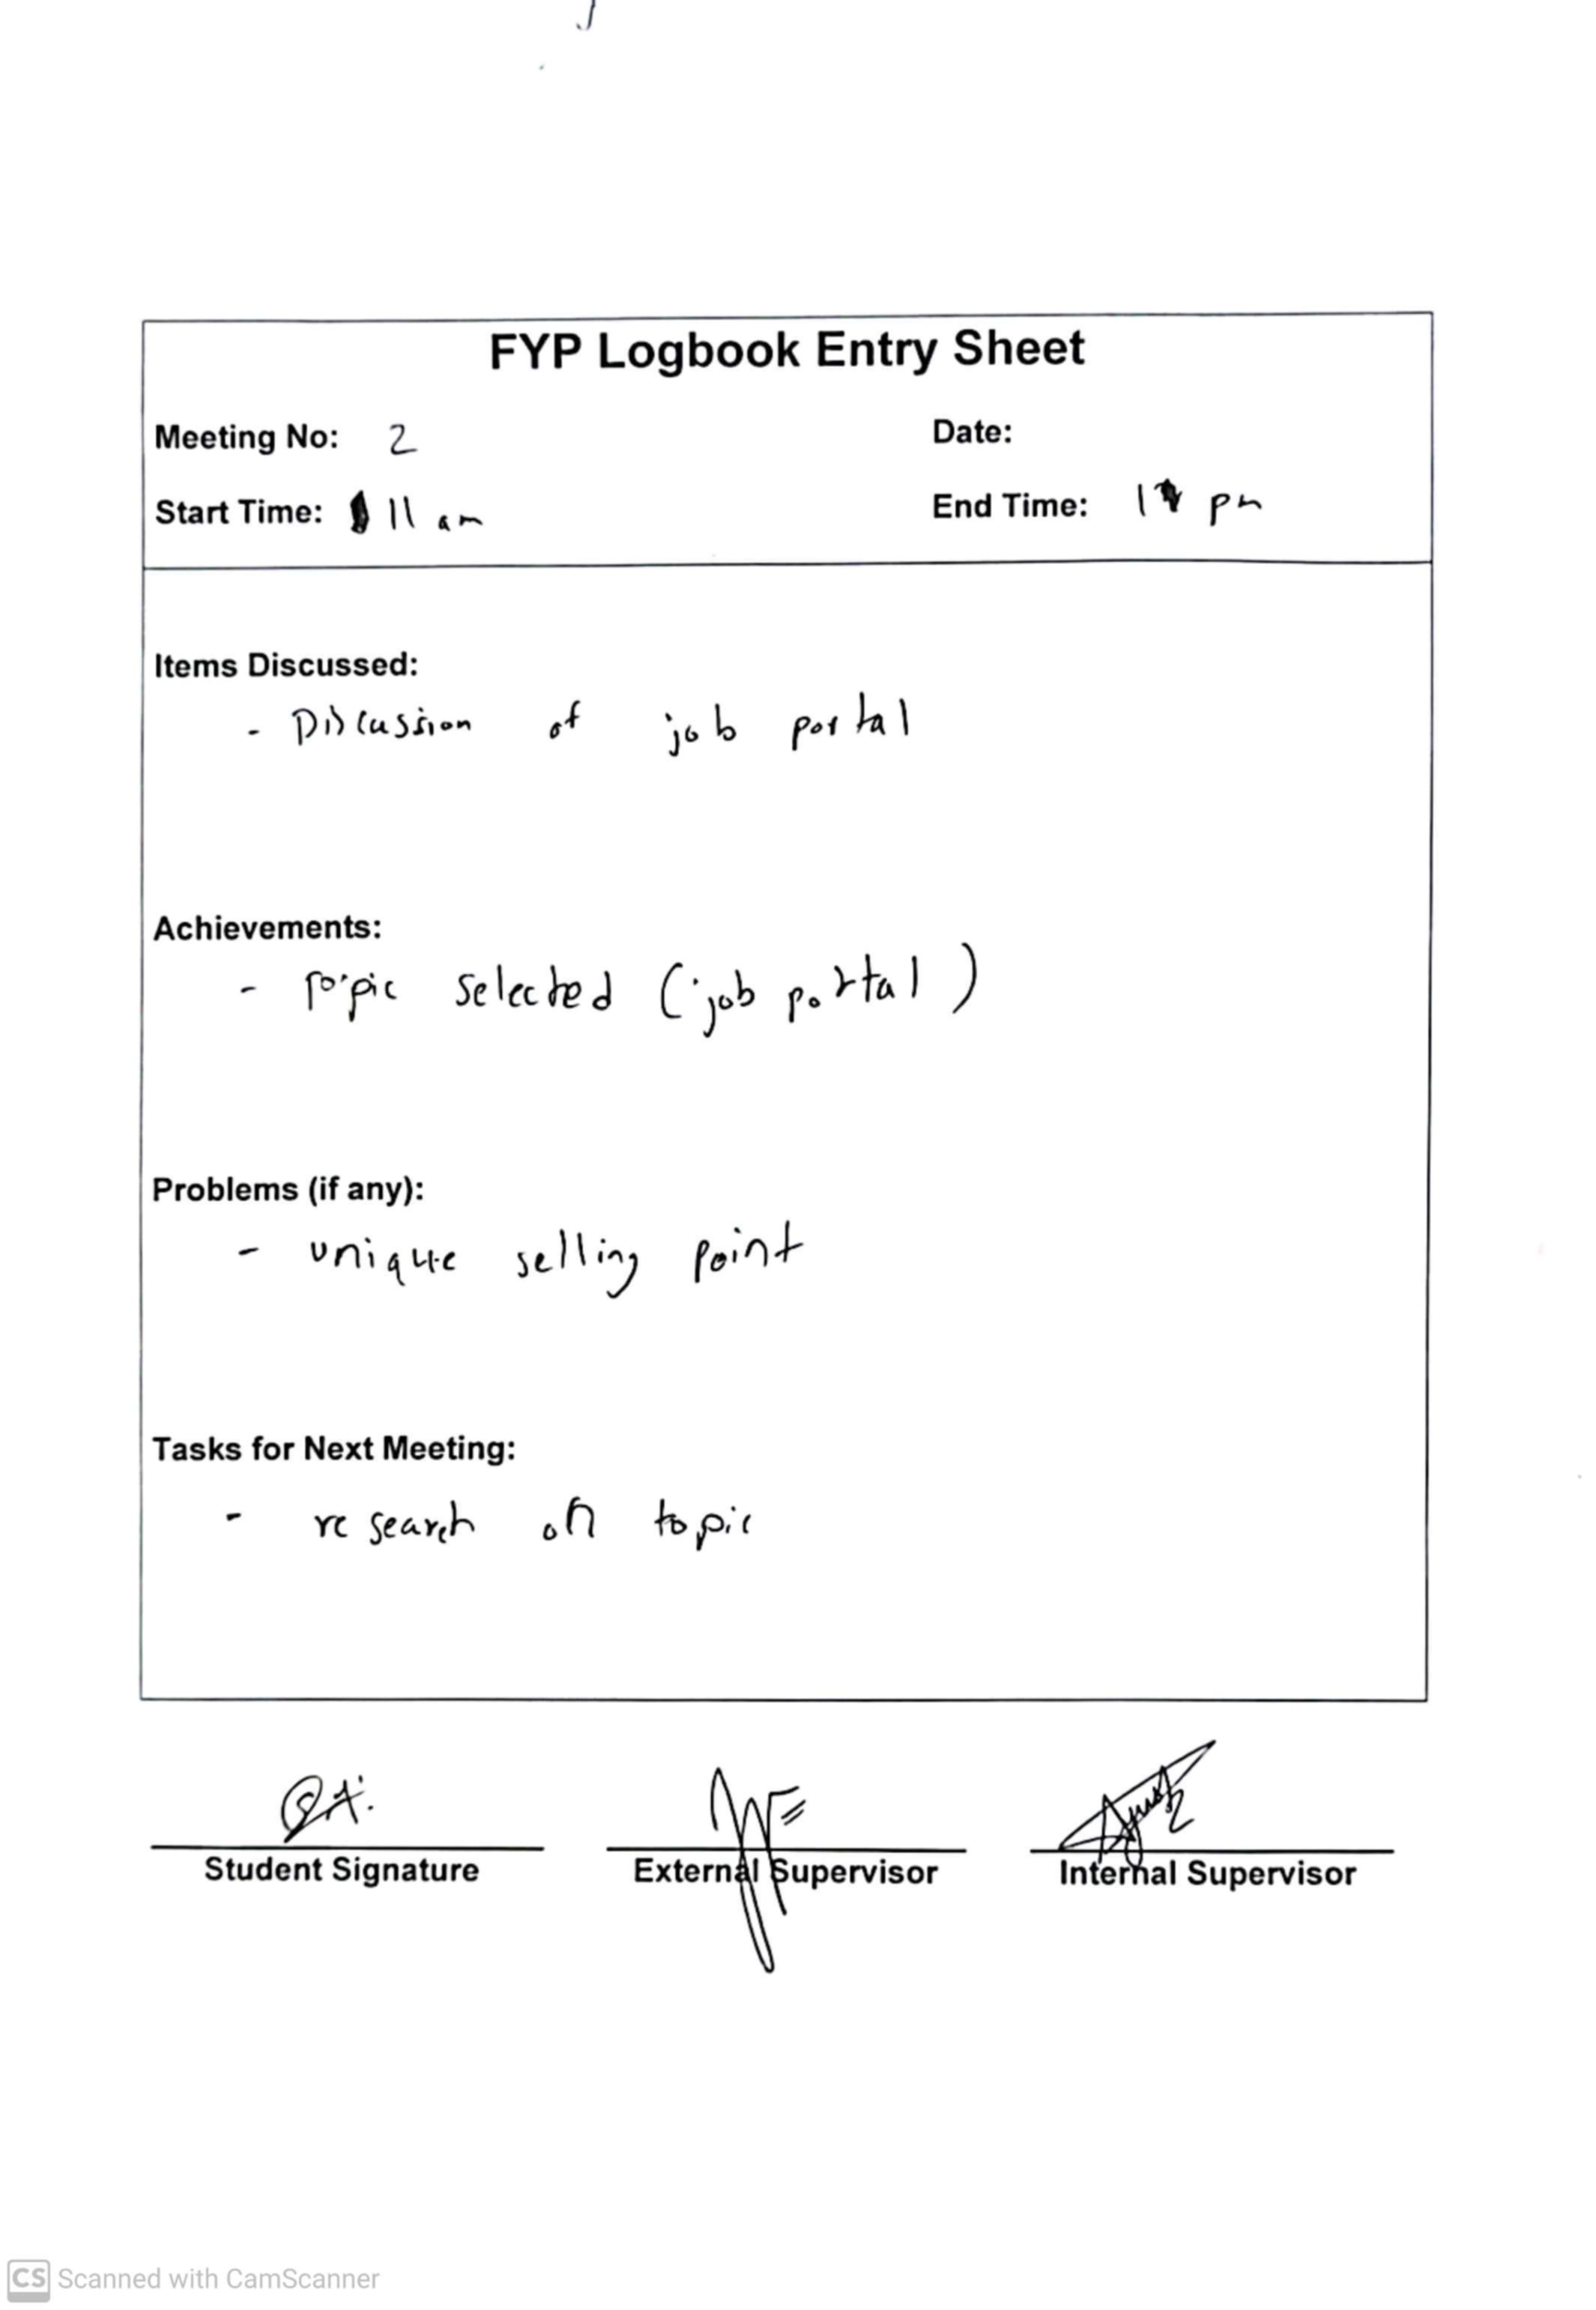 FYP Logbook Entry Sheet
Meeting No: 2 Date:
Start Time: 11 am End Time: 1 pm
Items Discussed:
- Discussion of job portal
Achievements:
- Topic selected (job portal)
Problems (if any):
- unique selling point
Tasks for Next Meeting:
- research on topic
Student Signature External Supervisor Internal Supervisor
CS Scanned with CamScanner